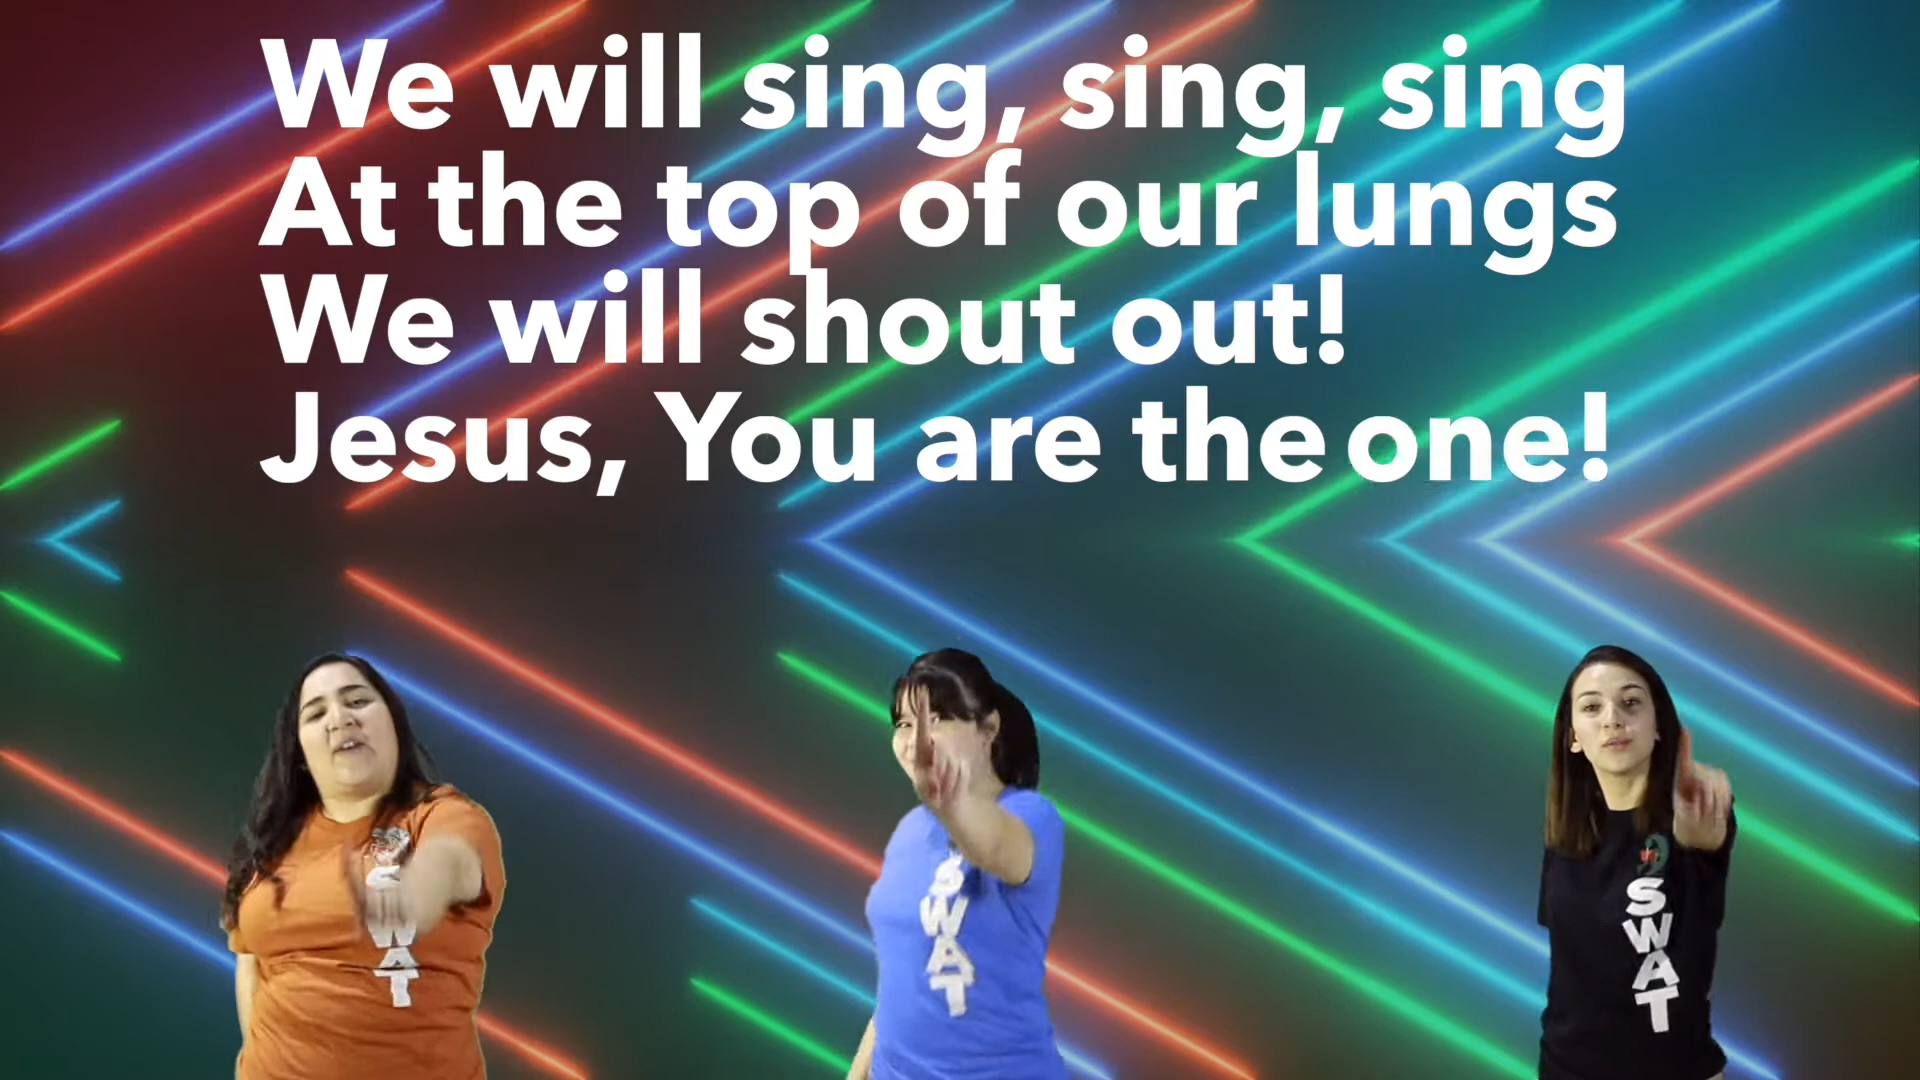 We will sing, sing, sing
At the top of our lungs
We will shout out!
Jesus, You are the one!
SWAT
SWAT